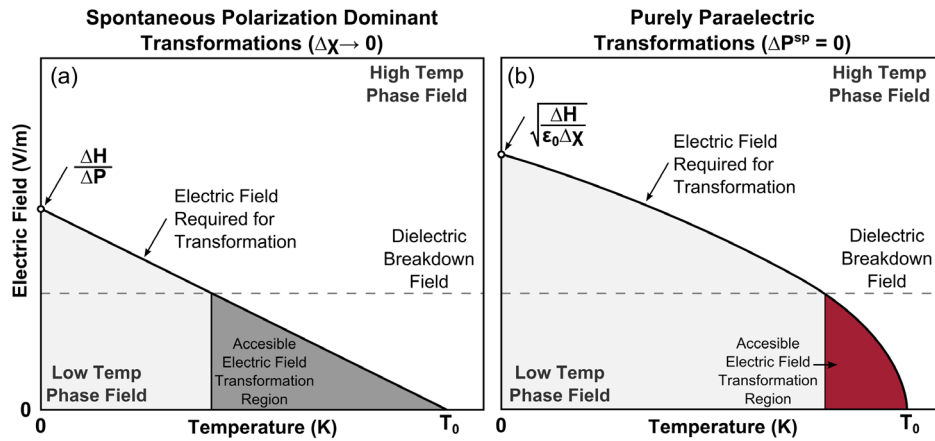 Spontaneous Polarization Dominant
Transformations (Δχ→ 0)
(a)
High Temp
Phase Field
ΔH
ΔP
Electric Field
Required for
Transformation
Dielectric
Breakdown
Field
Electric Field (V/m)
Low Temp
Phase Field
Accesible
Electric Field
Transformation
Region
0
0
Temperature (K)
T₀
Purely Paraelectric
Transformations (ΔPˢᵖ = 0)
(b)
High Temp
Phase Field
√ΔH
ε₀Δχ
Electric Field
Required for
Transformation
Dielectric
Breakdown
Field
Low Temp
Phase Field
Accesible
Electric Field
Transformation
Region
0
Temperature (K)
T₀